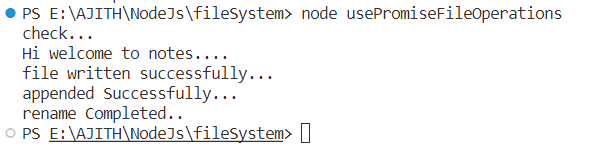 PS E:\AJITH\NodeJs\fileSystem> node usePromiseFileOperations
check...
Hi welcome to notes....
file written successfully...
appended Successfully...
rename Completed..
PS E:\AJITH\NodeJs\fileSystem>